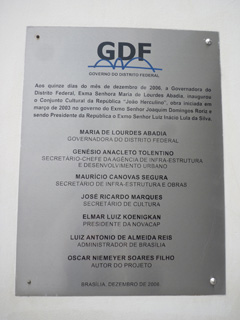 GDF
GOVERNO DO DISTRITO FEDERAL
Aos quinze dias do mês de dezembro de 2006, a Governadora do
Distrito Federal, Exma Senhora Maria de Lourdes Abadia, inaugurou
o Conjunto Cultural da República "João Herculino", obra iniciada em
março de 2003 no governo do Exmo Senhor Joaquim Domingos Roriz e
sendo Presidente da República o Exmo Senhor Luiz Inácio Lula da Silva.
MARIA DE LOURDES ABADIA
GOVERNADORA DO DISTRITO FEDERAL
GENÉSIO ANACLETO TOLENTINO
SECRETÁRIO-CHEFE DA AGÊNCIA DE INFRA-ESTRUTURA
E DESENVOLVIMENTO URBANO
MAURÍCIO CANOVAS SEGURA
SECRETÁRIO DE INFRA-ESTRUTURA E OBRAS
JOSÉ RICARDO MARQUES
SECRETÁRIO DE CULTURA
ELMAR LUIZ KOENIGKAN
PRESIDENTE DA NOVACAP
LUIZ ANTONIO DE ALMEIDA REIS
ADMINISTRADOR DE BRASÍLIA
OSCAR NIEMEYER SOARES FILHO
AUTOR DO PROJETO
BRASÍLIA, DEZEMBRO DE 2006